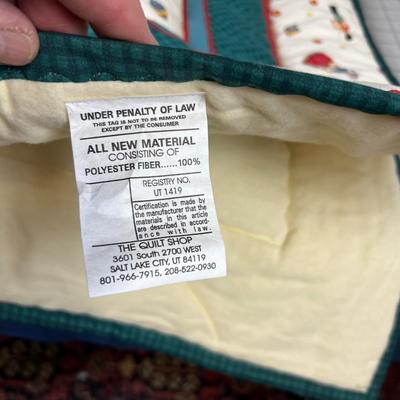 UNDER PENALTY OF LAW
THIS TAG IS NOT TO BE REMOVED
EXCEPT BY THE CONSUMER
ALL NEW MATERIAL
CONSISTING OF
POLYESTER FIBER......100%
REGISTRY NO.
UT 1419
Certification is made by
the manufacturer that the
materials in this article
are described in accord-
ance with law.
THE QUILT SHOP
3601 South 2700 WEST
SALT LAKE CITY, UT 84119
801-966-7915, 208-522-0930